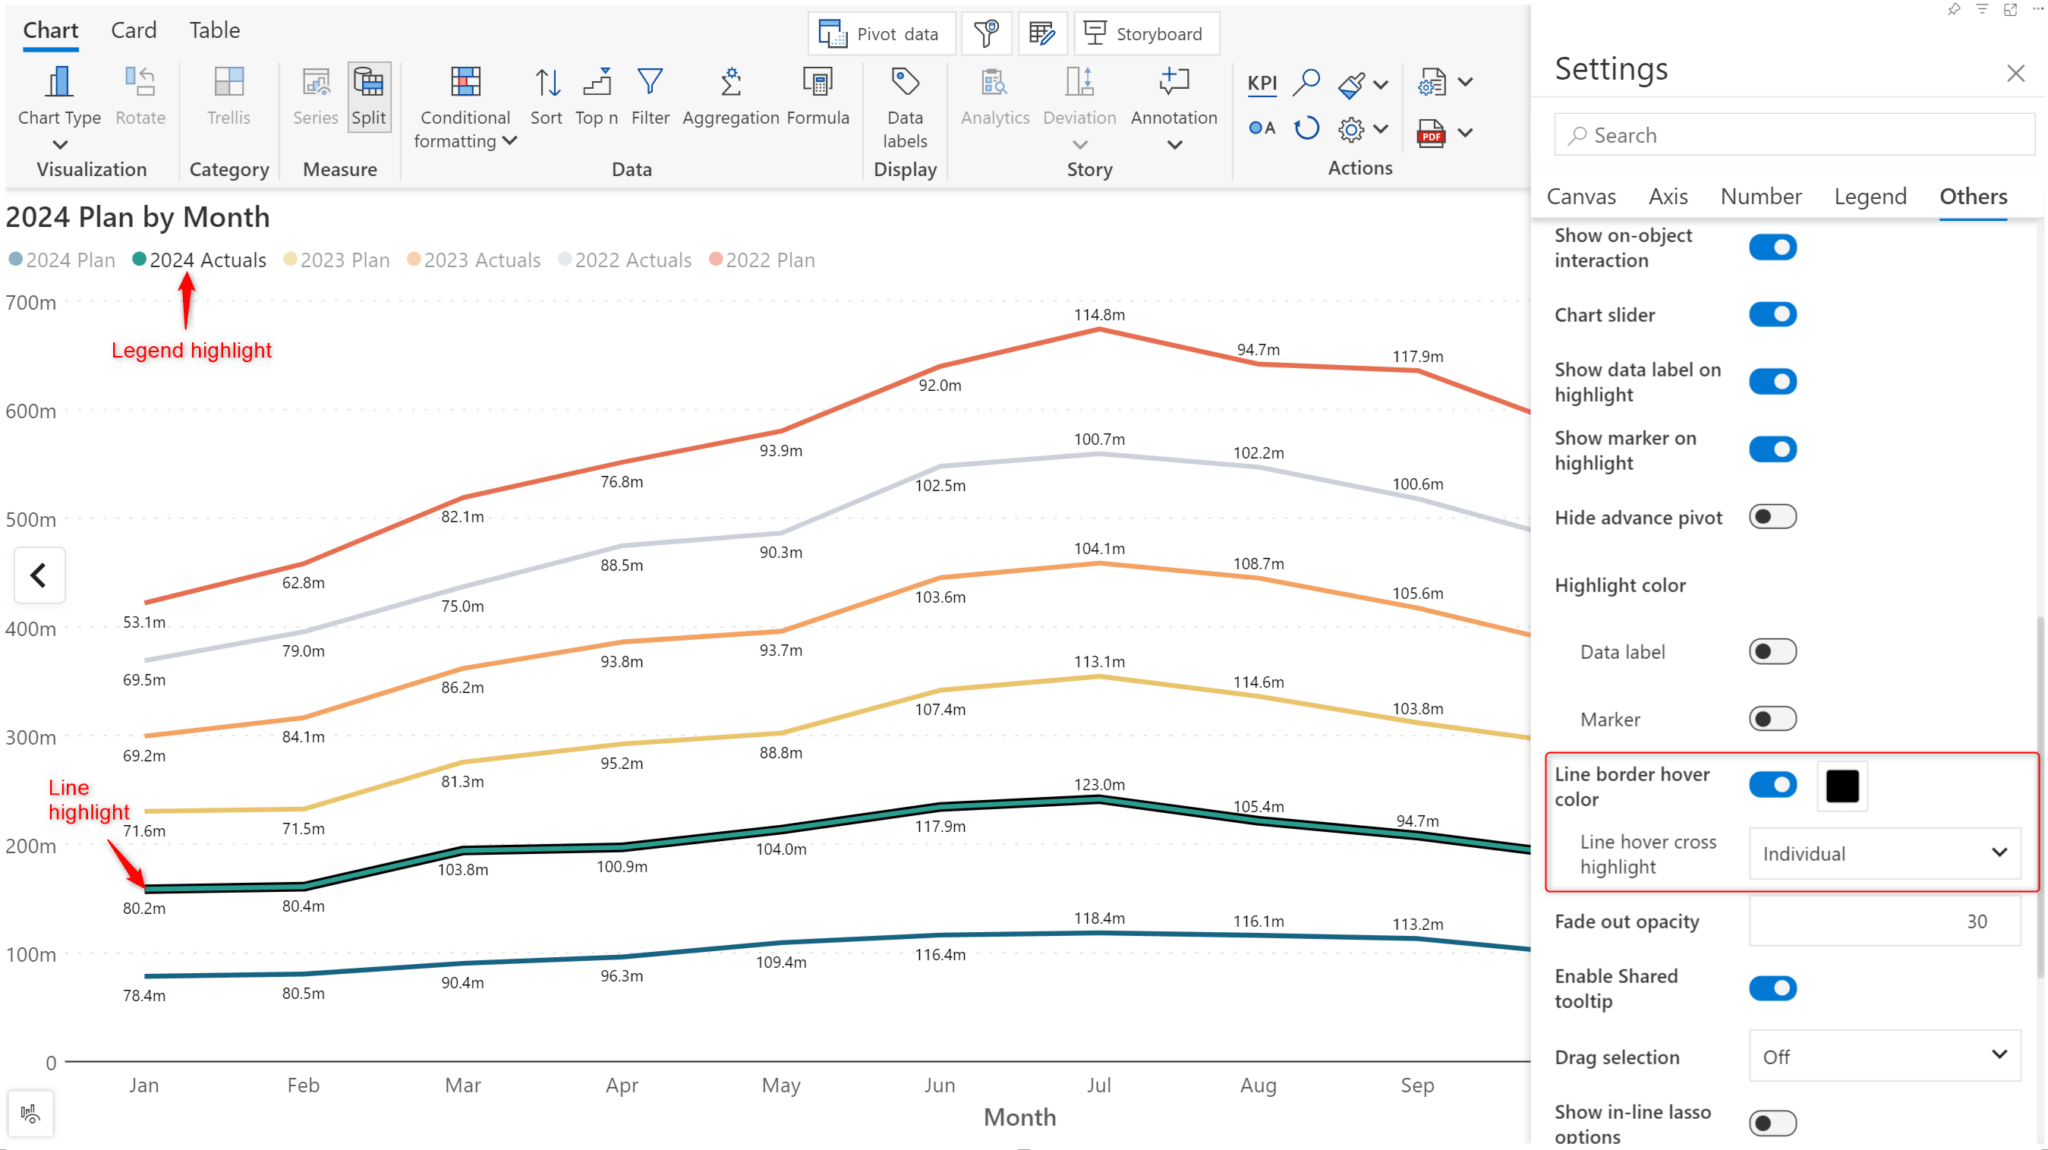 Chart Card Table
Pivot data
Storyboard
Chart Type
Rotate
Visualization
Trellis
Category
Series
Split
Measure
Conditional
formatting
Sort
Top n
Filter
Aggregation
Formula
Data
Data
labels
Display
Analytics
Deviation
Annotation
Story
KPI
A
PDF
Actions
2024 Plan by Month
2024 Plan 2024 Actuals 2023 Plan 2023 Actuals 2022 Actuals 2022 Plan
Legend highlight
Line
highlight
700m
600m
500m
400m
300m
200m
100m
0
53.1m 62.8m 82.1m 76.8m 93.9m 92.0m 114.8m 94.7m 117.9m
69.5m 79.0m 75.0m 88.5m 90.3m 102.5m 100.7m 102.2m 100.6m
69.2m 84.1m 86.2m 93.8m 93.7m 103.6m 104.1m 108.7m 105.6m
71.6m 71.5m 81.3m 95.2m 88.8m 107.4m 113.1m 114.6m 103.8m
80.2m 80.4m 103.8m 100.9m 104.0m 117.9m 123.0m 105.4m 94.7m
78.4m 80.5m 90.4m 96.3m 109.4m 116.4m 118.4m 116.1m 113.2m
Jan Feb Mar Apr May Jun Jul Aug Sep
Month
Settings
Search
Canvas Axis Number Legend Others
Show on-object
interaction
Chart slider
Show data label on
highlight
Show marker on
highlight
Hide advance pivot
Highlight color
Data label
Marker
Line border hover
color
Line hover cross
highlight
Individual
Fade out opacity
30
Enable Shared
tooltip
Drag selection
Off
Show in-line lasso
options